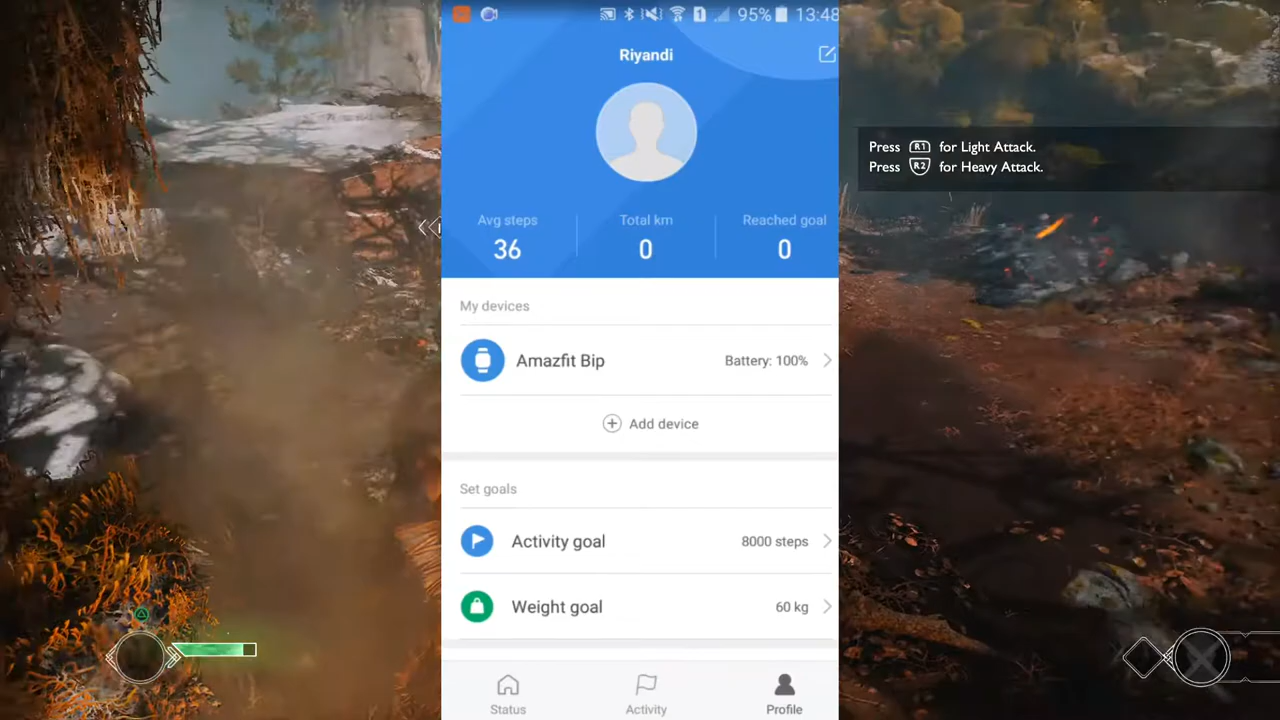 95% 13:48
Riyandi
Avg steps
Total km
Reached goal
36
0
0
My devices
Amazfit Bip
Battery: 100%
Add device
Set goals
Activity goal
8000 steps
Weight goal
60 kg
Status
Activity
Profile
Press R1 for Light Attack.
Press R2 for Heavy Attack.